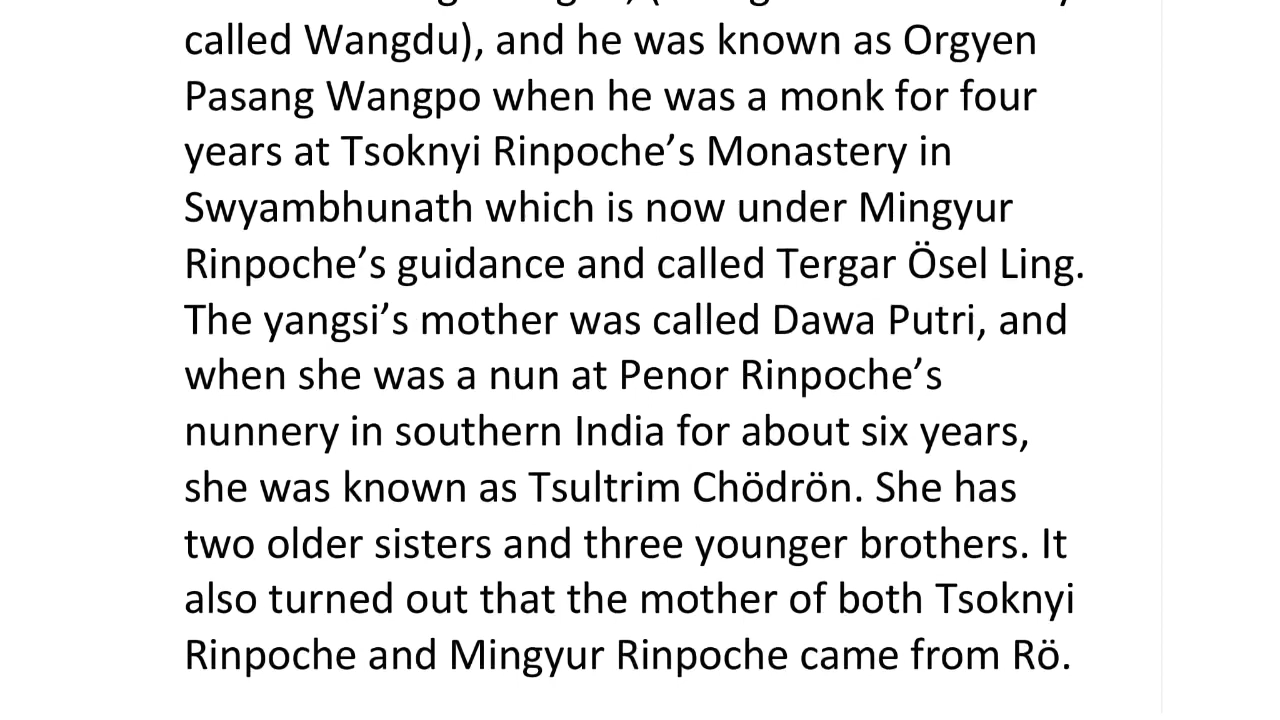 called Wangdu), and he was known as Orgyen
Pasang Wangpo when he was a monk for four
years at Tsoknyi Rinpoche’s Monastery in
Swyambhunath which is now under Mingyur
Rinpoche’s guidance and called Tergar Ösel Ling.
The yangsi’s mother was called Dawa Putri, and
when she was a nun at Penor Rinpoche’s
nunnery in southern India for about six years,
she was known as Tsultrim Chödrön. She has
two older sisters and three younger brothers. It
also turned out that the mother of both Tsoknyi
Rinpoche and Mingyur Rinpoche came from Rö.